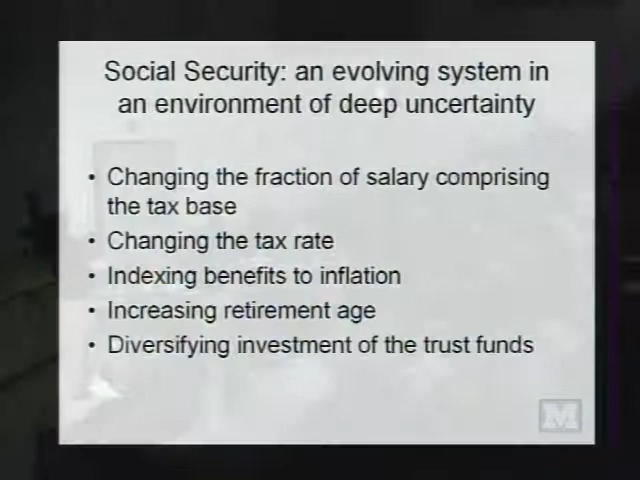 Social Security: an evolving system in
an environment of deep uncertainty
• Changing the fraction of salary comprising
the tax base
• Changing the tax rate
• Indexing benefits to inflation
• Increasing retirement age
• Diversifying investment of the trust funds
M